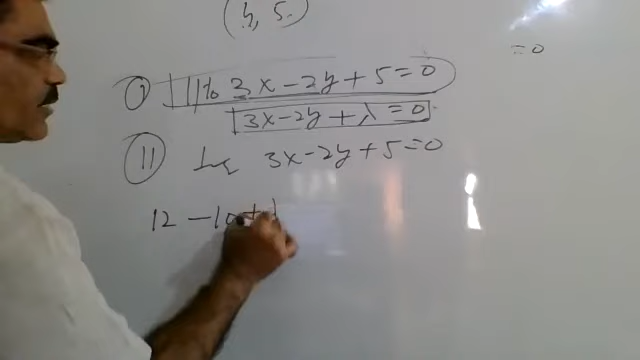 (4, 5)
= 0
(i) || to 3x - 2y + 5 = 0
3x - 2y + λ = 0
(ii) 3x - 2y + 5 = 0
12 - 10 +